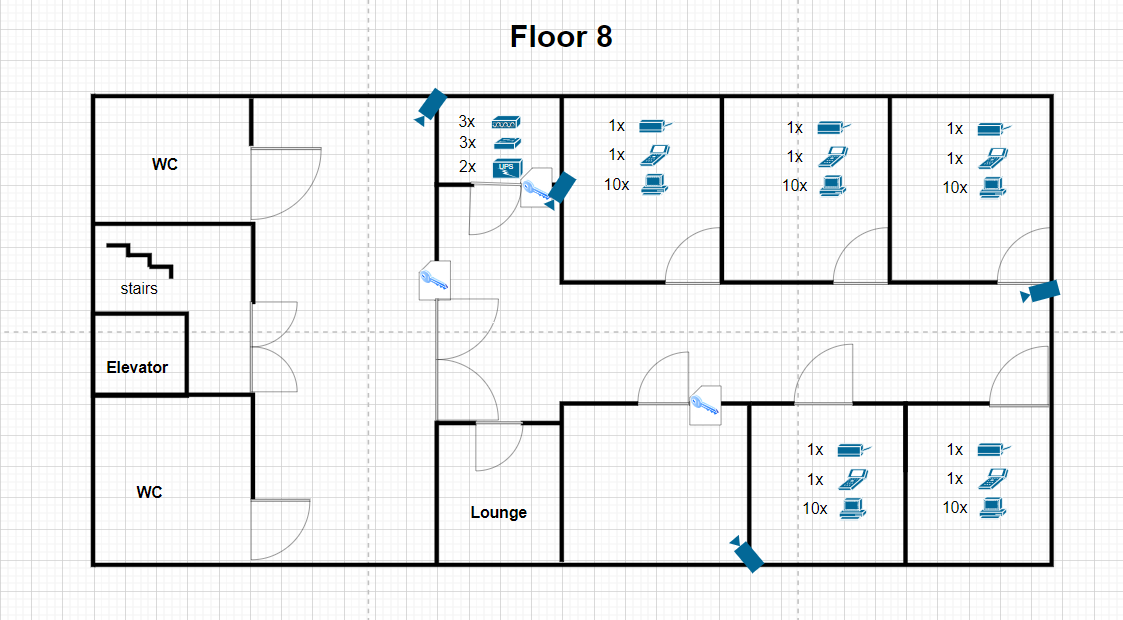 Floor 8
WC
stairs
Elevator
WC
3x
3x
2x
UPS
1x
1x
10x
1x
1x
10x
1x
1x
10x
Lounge
1x
1x
10x
1x
1x
10x